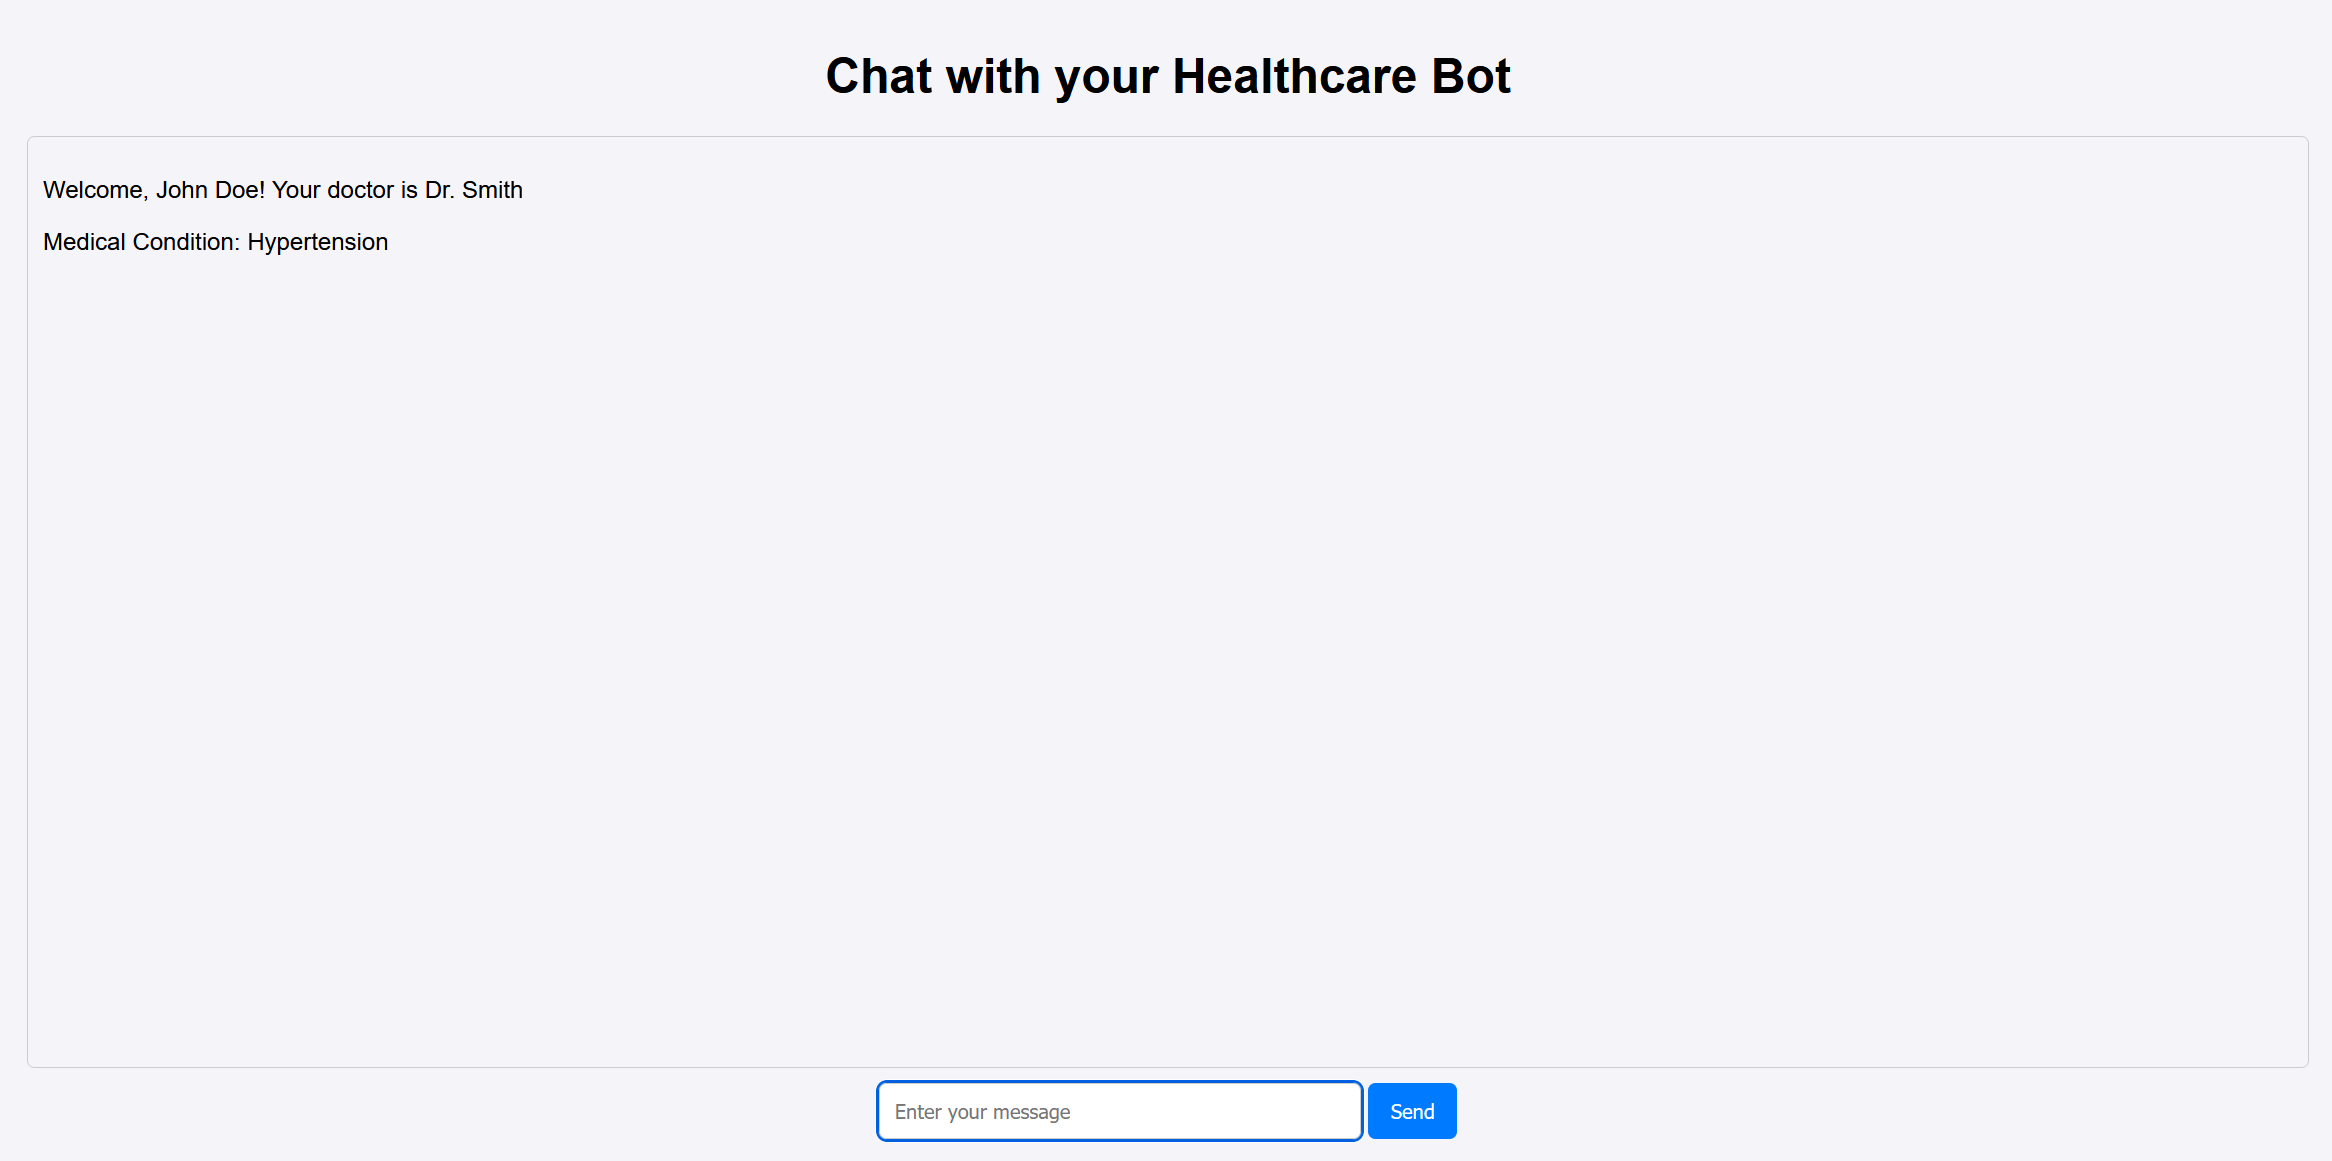 Chat with your Healthcare Bot
Welcome, John Doe! Your doctor is Dr. Smith
Medical Condition: Hypertension
Enter your message
Send